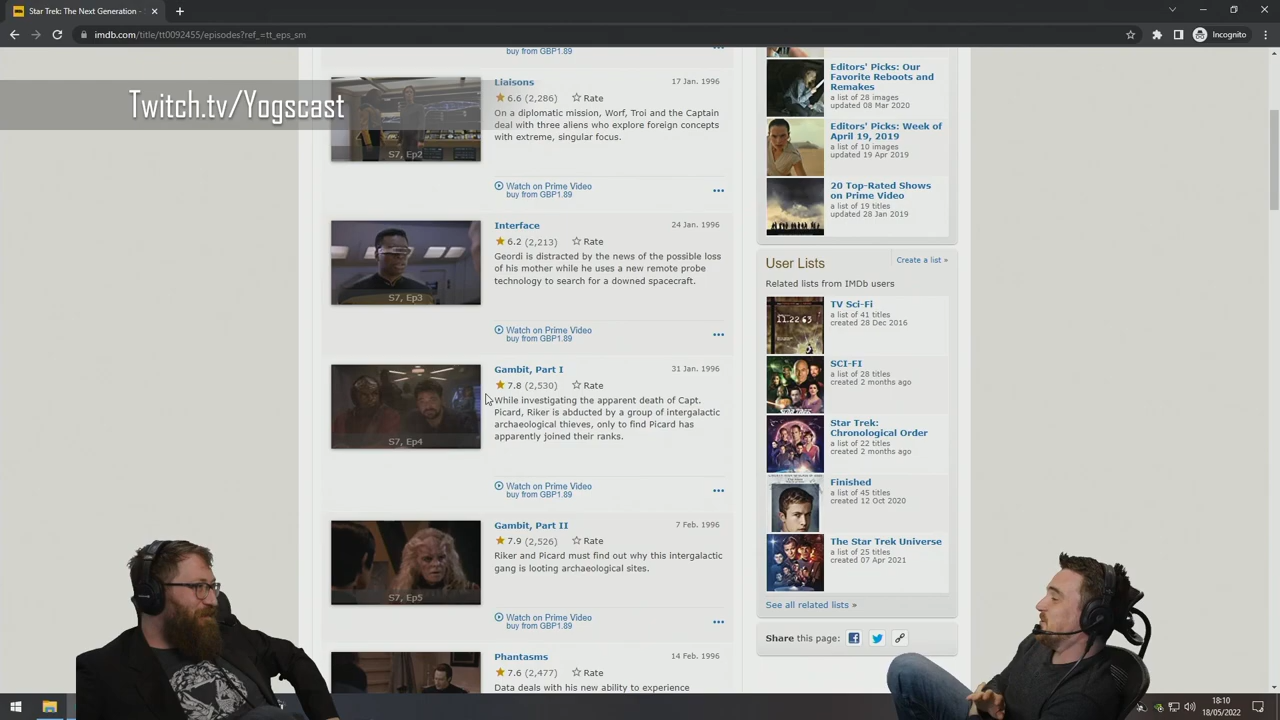 Star Trek:
Incognito
imdb.com/title/tt0092455/episodes?ref_=tt_eps_sm
buy from GBP1.89
Liaisons
17 Jan. 1996
6.6 (2,286) Rate
On a diplomatic mission, Worf, Troi and the Captain
deal with three aliens who explore foreign concepts
with extreme, singular focus.
S7, Ep2
Watch on Prime Video
buy from GBP1.89
Twitch.tv/Yogscast
Interface
24 Jan. 1996
6.2 (2,213) Rate
Geordi is distracted by the news of the possible loss
of his mother while he uses a new remote probe
technology to search for a downed spacecraft.
S7, Ep3
Watch on Prime Video
buy from GBP1.89
Gambit, Part I
31 Jan. 1996
7.8 (2,530) Rate
While investigating the apparent death of Capt.
Picard, Riker is abducted by a group of intergalactic
archaeological thieves, only to find Picard has
apparently joined their ranks.
S7, Ep4
Watch on Prime Video
buy from GBP1.89
Gambit, Part II
7 Feb. 1996
7.9 (2,526) Rate
Riker and Picard must find out why this intergalactic
gang is looting archaeological sites.
S7, Ep5
Watch on Prime Video
buy from GBP1.89
Phantasms
14 Feb. 1996
7.6 (2,477) Rate
Data deals with his new ability to experience
Editors' Picks: Our
Favorite Reboots and
Remakes
a list of 28 images
updated 08 Mar 2020
Editors' Picks: Week of
April 19, 2019
a list of 10 images
updated 19 Apr 2019
20 Top-Rated Shows
on Prime Video
a list of 19 titles
updated 28 Jan 2019
User Lists
Create a list »
Related lists from IMDb users
11.22.63
TV Sci-Fi
a list of 41 titles
created 28 Dec 2016
SCI-FI
a list of 28 titles
created 2 months ago
Star Trek:
Chronological Order
a list of 22 titles
created 2 months ago
Finished
a list of 45 titles
created 12 Oct 2020
The Star Trek Universe
a list of 25 titles
created 07 Apr 2021
See all related lists »
Share this page:
18:10
18/05/2022